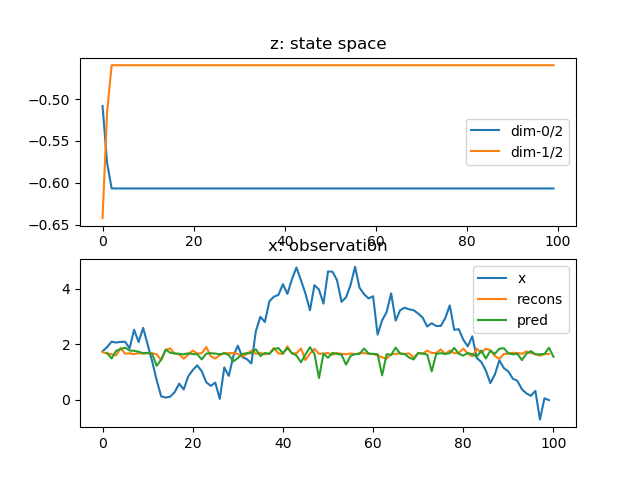 z: state space
−0.50
−0.55
−0.60
−0.65
dim-0/2
dim-1/2
0 20 40 60 80 100
x: observation
4
2
0
x
recons
pred
0 20 40 60 80 100